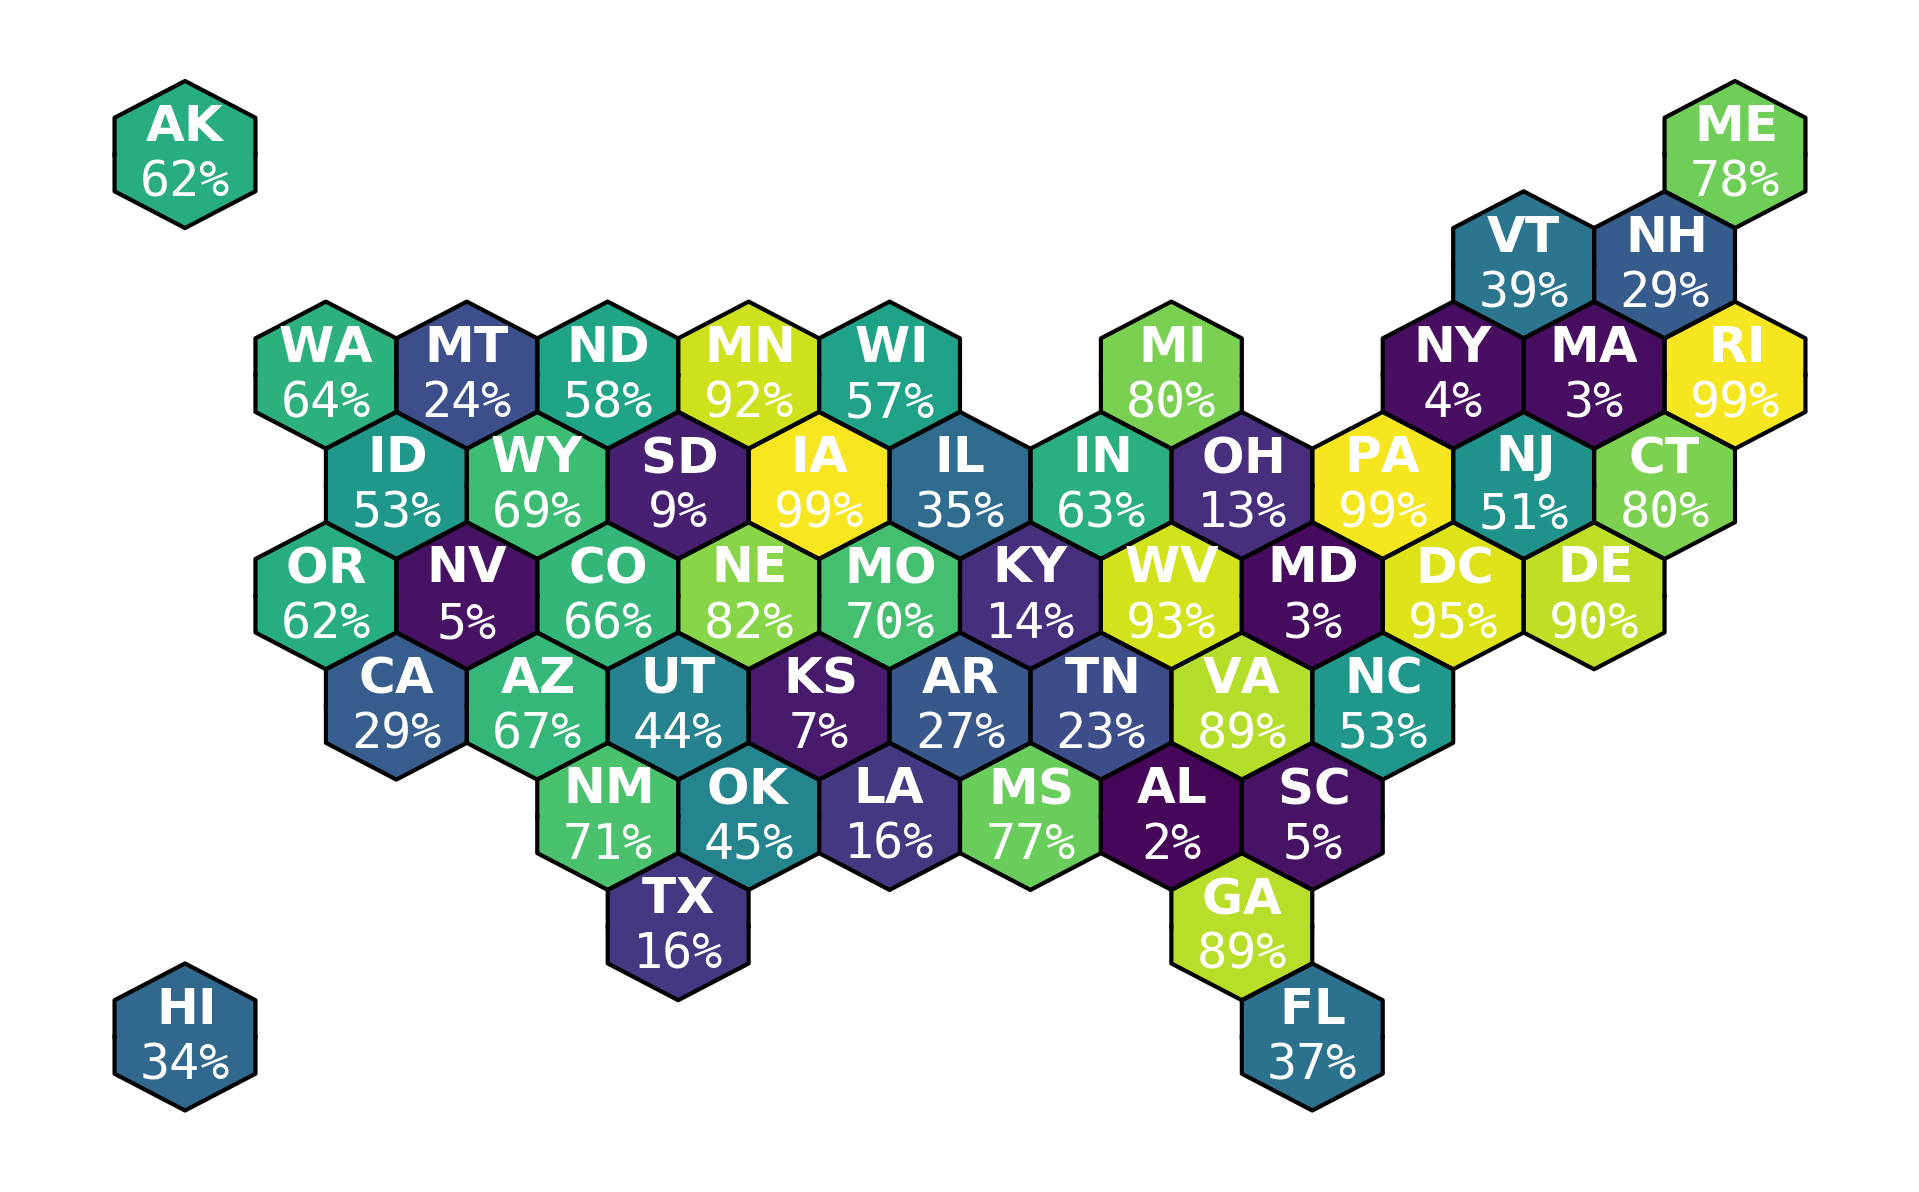 AK
62%
ME
78%
VT
39%
NH
29%
WA
64%
MT
24%
ND
58%
MN
92%
WI
57%
MI
80%
NY
4%
MA
3%
RI
99%
ID
53%
WY
69%
SD
9%
IA
99%
IL
35%
IN
63%
OH
13%
PA
99%
NJ
51%
CT
80%
OR
62%
NV
5%
CO
66%
NE
82%
MO
70%
KY
14%
WV
93%
MD
3%
DC
95%
DE
90%
CA
29%
AZ
67%
UT
44%
KS
7%
AR
27%
TN
23%
VA
89%
NC
53%
NM
71%
OK
45%
LA
16%
MS
77%
AL
2%
SC
5%
TX
16%
GA
89%
HI
34%
FL
37%